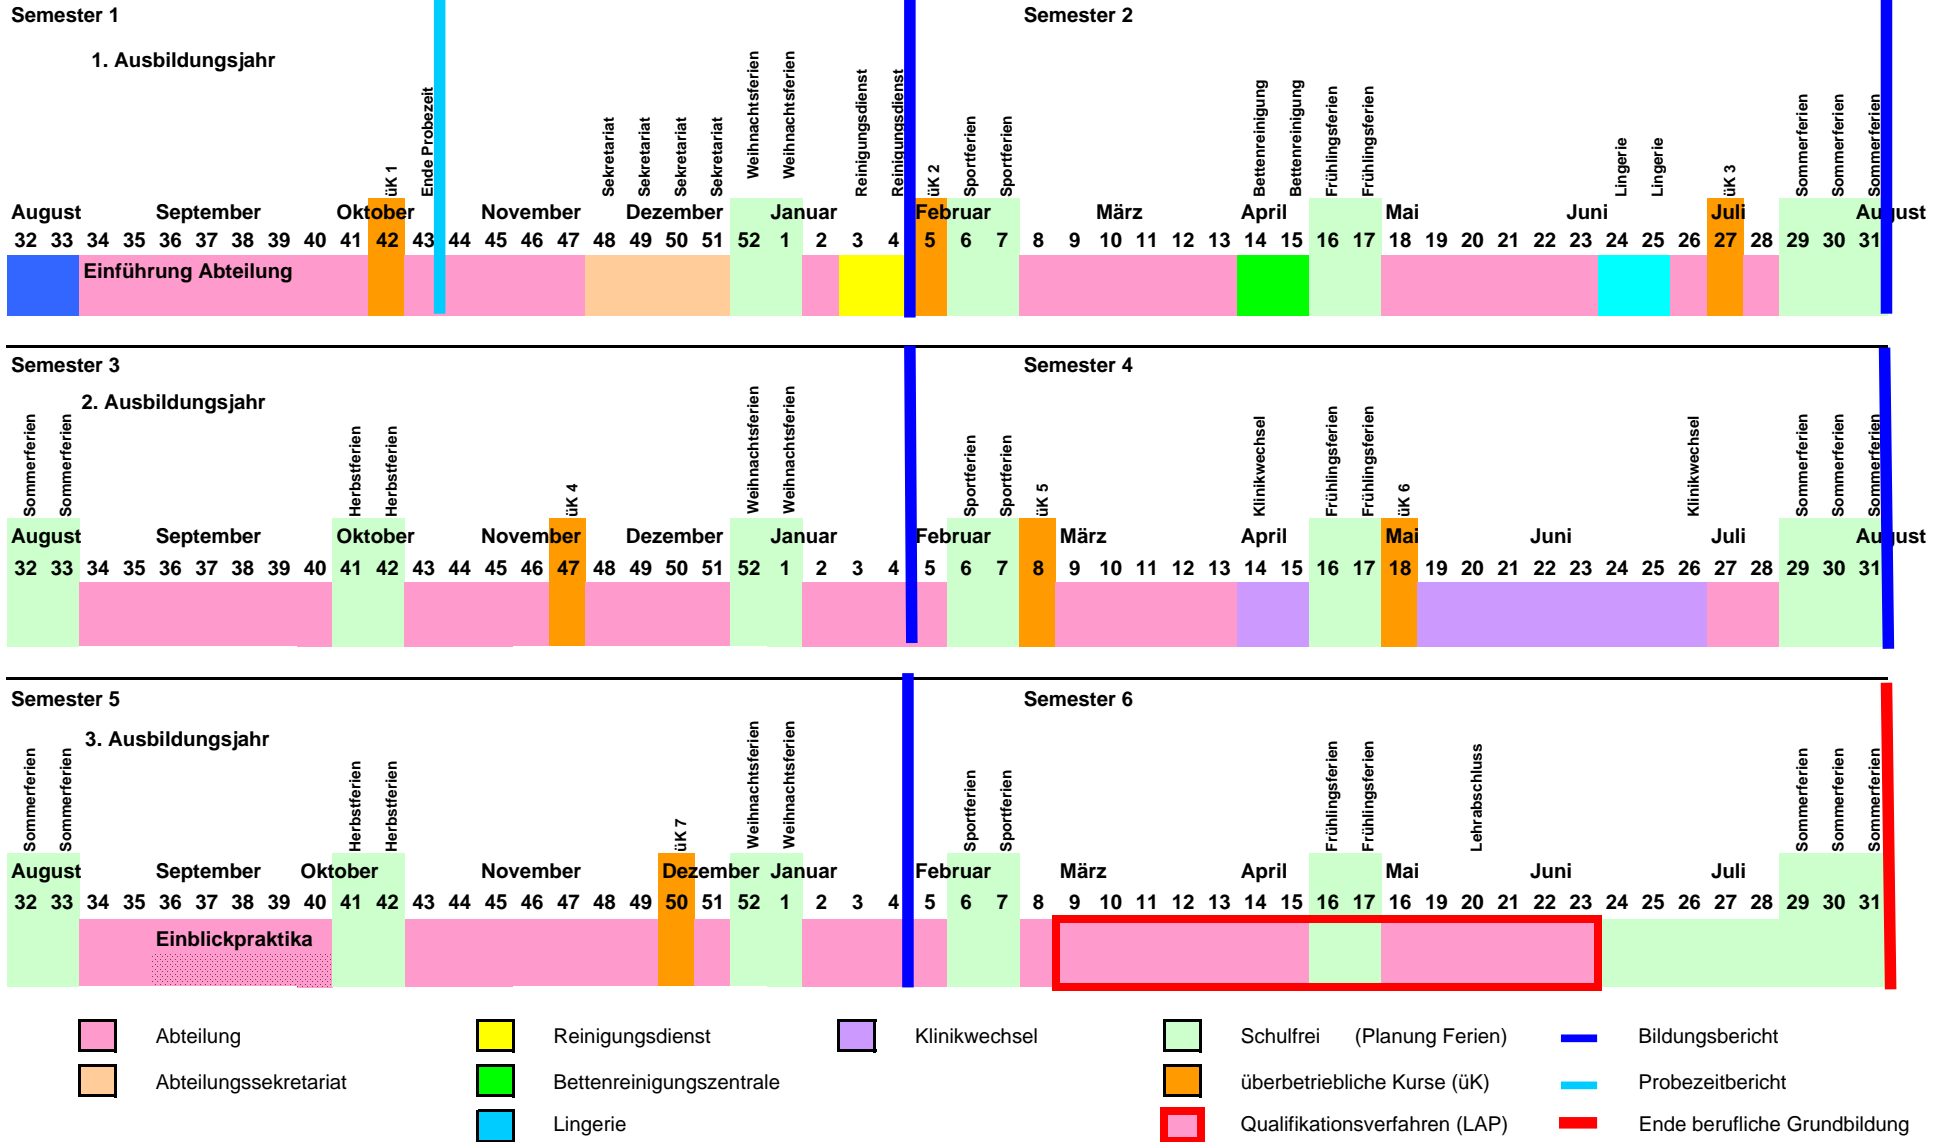 Semester 1
Semester 2
1. Ausbildungsjahr
üK 1
Ende Probezeit
Sekretariat
Sekretariat
Sekretariat
Sekretariat
Weihnachtsferien
Weihnachtsferien
Reinigungsdienst
Reinigungsdienst
üK 2
Sportferien
Sportferien
Bettenreinigung
Bettenreinigung
Frühlingsferien
Frühlingsferien
Lingerie
Lingerie
üK 3
Sommerferien
Sommerferien
Sommerferien
August September Oktober November Dezember Januar Februar März April Mai Juni Juli August
32 33 34 35 36 37 38 39 40 41 42 43 44 45 46 47 48 49 50 51 52 1 2 3 4 5 6 7 8 9 10 11 12 13 14 15 16 17 18 19 20 21 22 23 24 25 26 27 28 29 30 31
Einführung Abteilung
Semester 3
Semester 4
2. Ausbildungsjahr
Sommerferien
Sommerferien
Herbstferien
Herbstferien
üK 4
Weihnachtsferien
Weihnachtsferien
Sportferien
Sportferien
üK 5
Klinikwechsel
Frühlingsferien
Frühlingsferien
üK 6
Klinikwechsel
Sommerferien
Sommerferien
Sommerferien
August September Oktober November Dezember Januar Februar März April Mai Juni Juli August
32 33 34 35 36 37 38 39 40 41 42 43 44 45 46 47 48 49 50 51 52 1 2 3 4 5 6 7 8 9 10 11 12 13 14 15 16 17 18 19 20 21 22 23 24 25 26 27 28 29 30 31
Semester 5
Semester 6
3. Ausbildungsjahr
Sommerferien
Sommerferien
Herbstferien
Herbstferien
üK 7
Weihnachtsferien
Weihnachtsferien
Sportferien
Sportferien
Frühlingsferien
Frühlingsferien
Lehrabschluss
Sommerferien
Sommerferien
Sommerferien
August September Oktober November Dezember Januar Februar März April Mai Juni Juli
32 33 34 35 36 37 38 39 40 41 42 43 44 45 46 47 48 49 50 51 52 1 2 3 4 5 6 7 8 9 10 11 12 13 14 15 16 17 16 19 20 21 22 23 24 25 26 27 28 29 30 31
Einblickpraktika
Abteilung
Reinigungsdienst
Klinikwechsel
Schulfrei (Planung Ferien)
Bildungsbericht
Abteilungssekretariat
Bettenreinigungszentrale
überbetriebliche Kurse (üK)
Probezeitbericht
Lingerie
Qualifikationsverfahren (LAP)
Ende berufliche Grundbildung